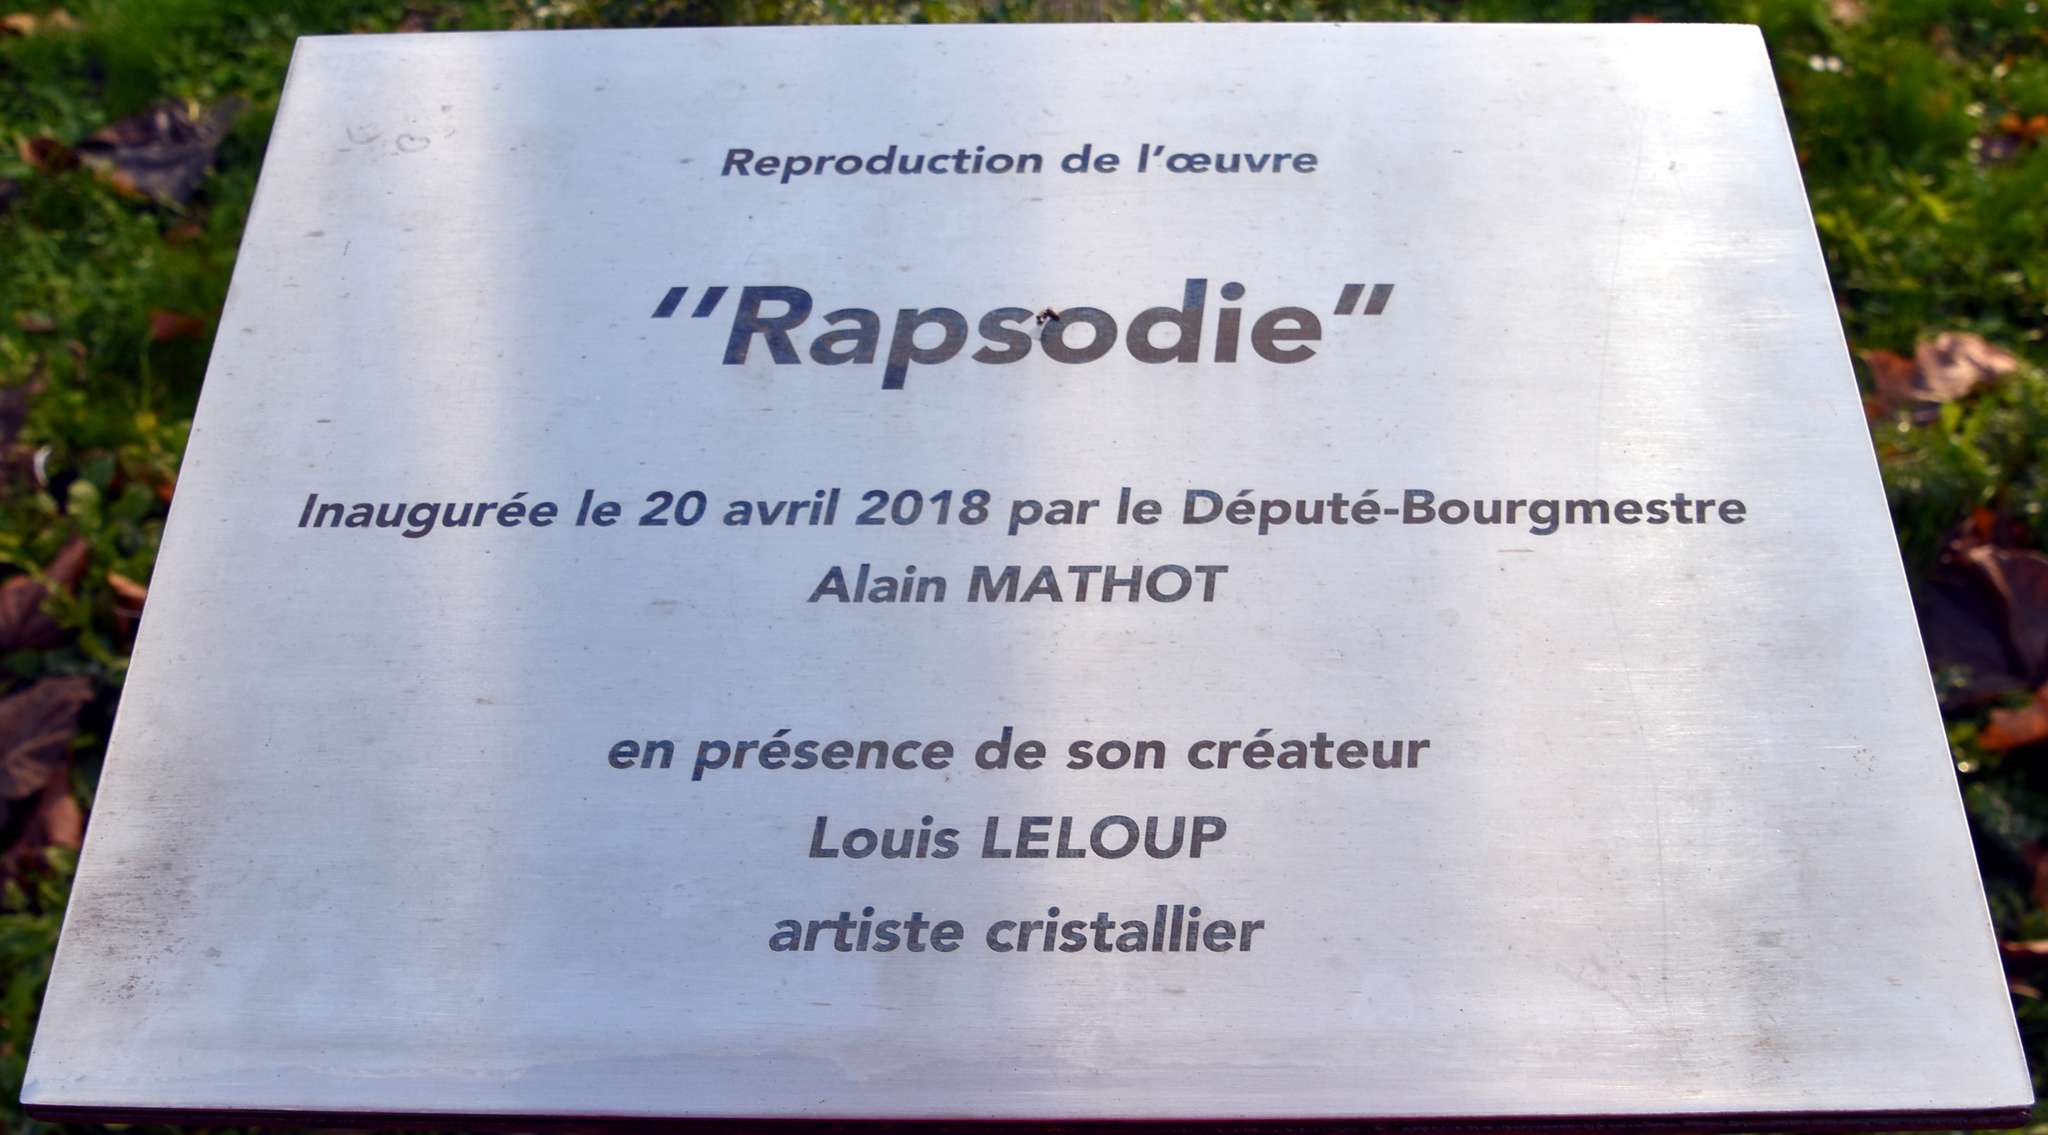 Reproduction de l'œuvre
"Rapsodie"
Inaugurée le 20 avril 2018 par le Député-Bourgmestre
Alain MATHOT
en présence de son créateur
Louis LELOUP
artiste cristallier